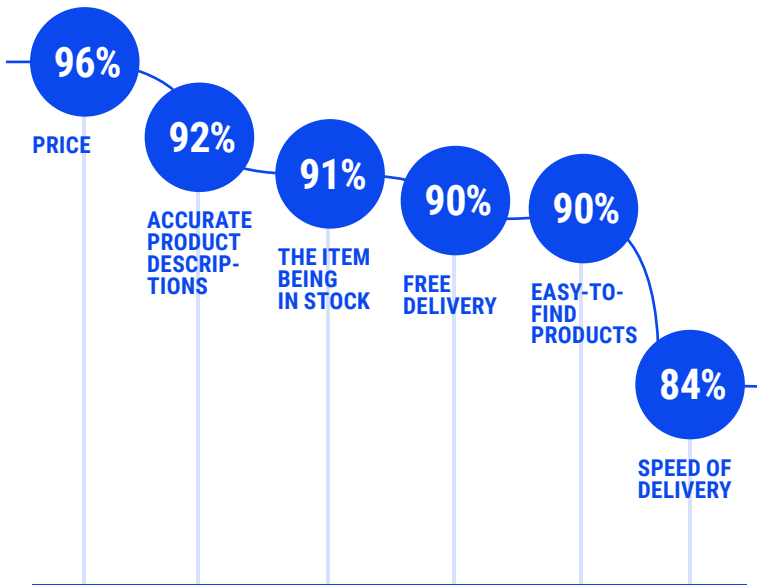 96%
PRICE
92%
ACCURATE
PRODUCT
DESCRIP-
TIONS
91%
THE ITEM
BEING
IN STOCK
90%
FREE
DELIVERY
90%
EASY-TO-
FIND
PRODUCTS
84%
SPEED OF
DELIVERY